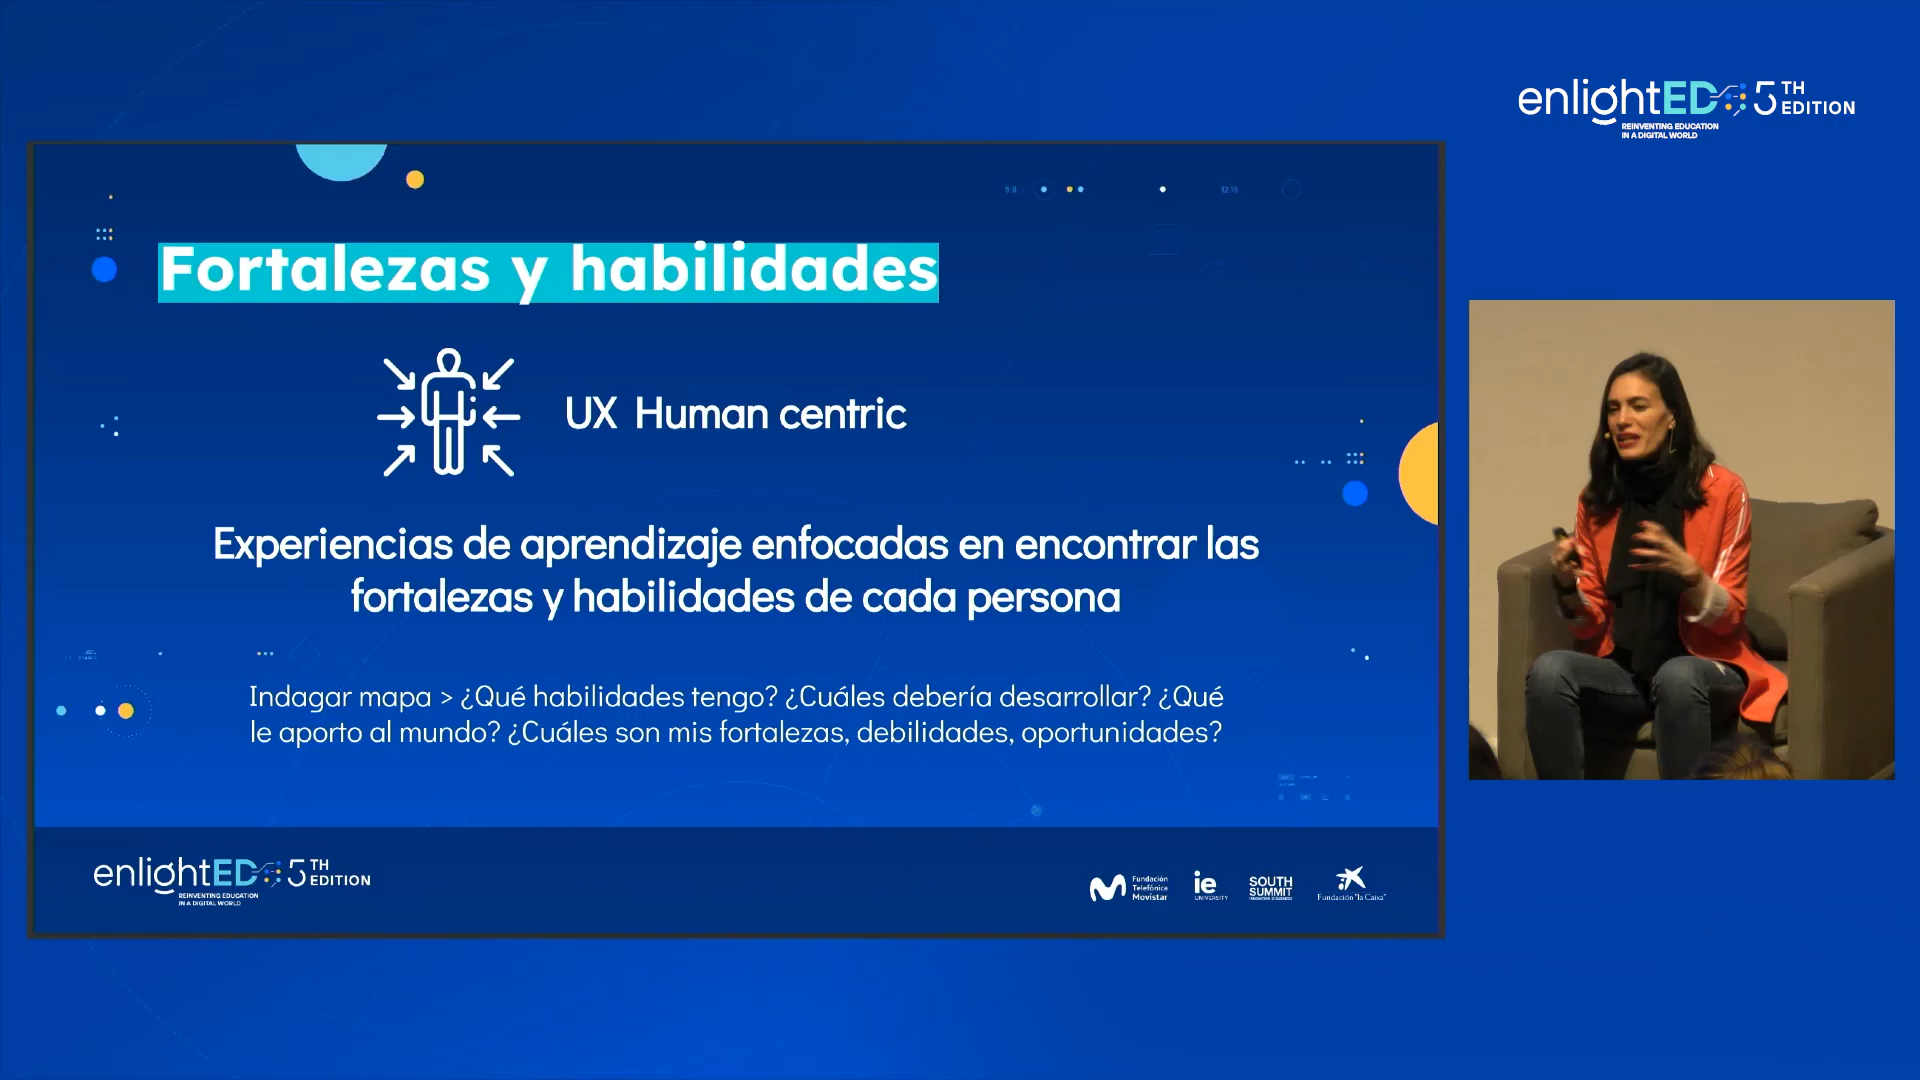 enlightED 5TH EDITION
REINVENTING EDUCATION
IN A DIGITAL WORLD
Fortalezas y habilidades
UX Human centric
Experiencias de aprendizaje enfocadas en encontrar las
fortalezas y habilidades de cada persona
Indagar mapa > ¿Qué habilidades tengo? ¿Cuáles debería desarrollar? ¿Qué
le aporto al mundo? ¿Cuáles son mis fortalezas, debilidades, oportunidades?
enlightED 5TH EDITION
REINVENTING EDUCATION
IN A DIGITAL WORLD
Fundación
Telefónica
Movistar
ie
UNIVERSITY
SOUTH
SUMMIT
Fundación "la Caixa"